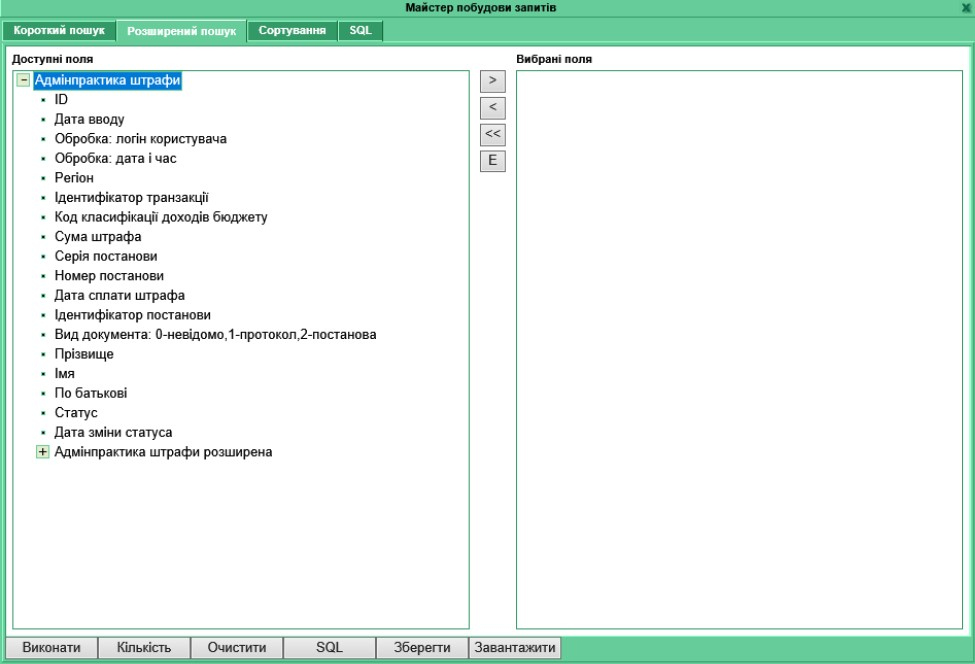 Майстер побудови запитів
Короткий пошук Розширений пошук Сортування SQL
Доступні поля
Вибрані поля
Адмінпрактика штрафи
ID
Дата вводу
Обробка: логін користувача
Обробка: дата і час
Регіон
Ідентифікатор транзакції
Код класифікації доходів бюджету
Сума штрафа
Серія постанови
Номер постанови
Дата сплати штрафа
Ідентифікатор постанови
Вид документа: 0-невідомо,1-протокол,2-постанова
Прізвище
Імя
По батькові
Статус
Дата зміни статуса
Адмінпрактика штрафи розширена
>
<
<<
E
Виконати Кількість Очистити SQL Зберегти Завантажити